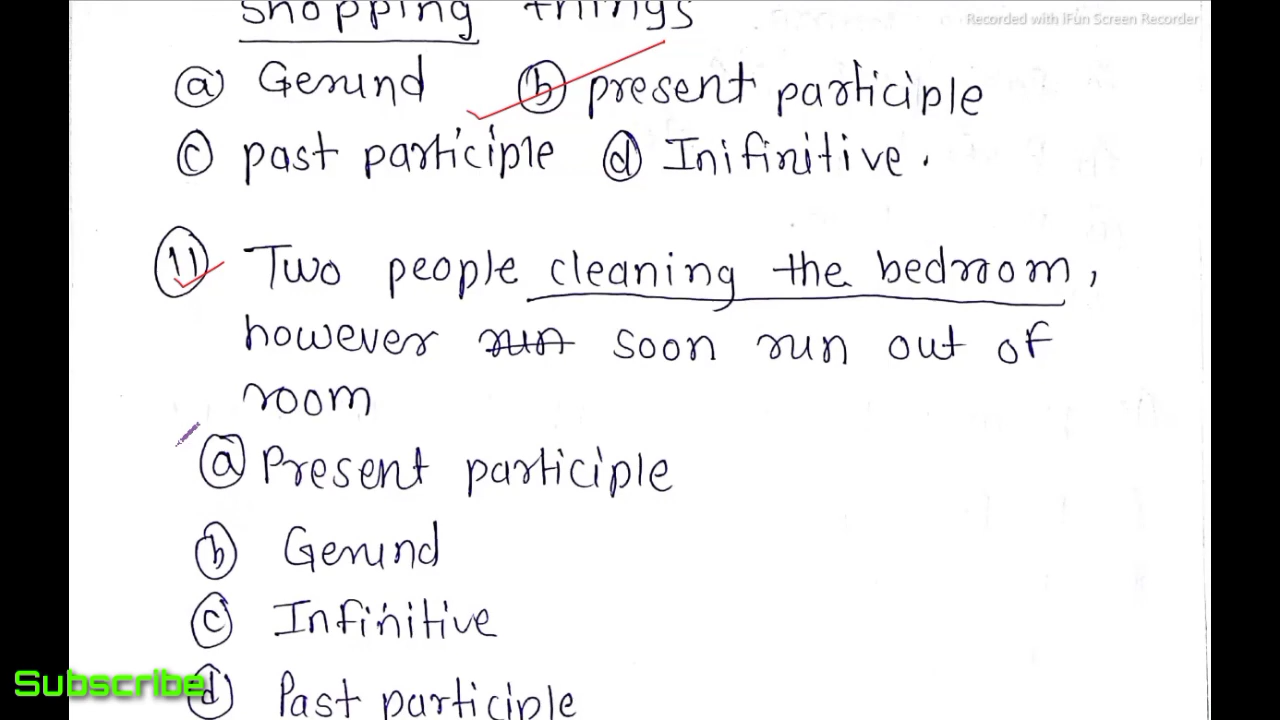 shopping things
Recorded with iFun Screen Recorder
ⓐ Gerund ⓑ present participle
ⓒ past participle ⓓ Inifinitive.
⑪ Two people cleaning the bedroom,
however run soon run out of
room
ⓐ Present participle
ⓑ Gerund
ⓒ Infinitive
ⓓ Past participle
Subscribe